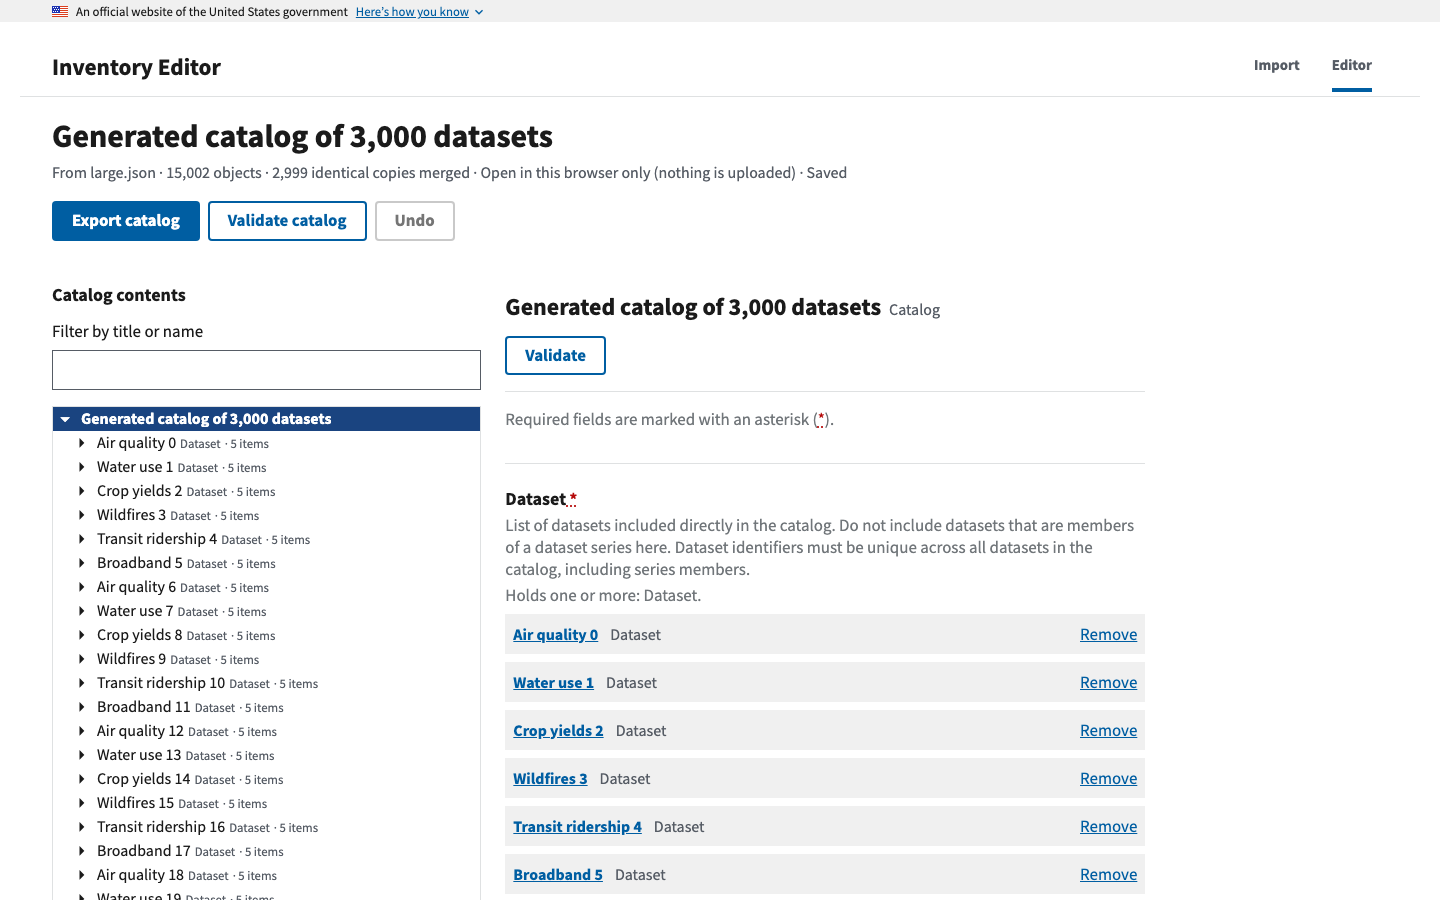 An official website of the United States government Here's how you know
Inventory Editor
Import Editor
Generated catalog of 3,000 datasets
From large.json · 15,002 objects · 2,999 identical copies merged · Open in this browser only (nothing is uploaded) · Saved
Export catalog Validate catalog Undo
Catalog contents
Filter by title or name
Generated catalog of 3,000 datasets
Air quality 0 Dataset · 5 items
Water use 1 Dataset · 5 items
Crop yields 2 Dataset · 5 items
Wildfires 3 Dataset · 5 items
Transit ridership 4 Dataset · 5 items
Broadband 5 Dataset · 5 items
Air quality 6 Dataset · 5 items
Water use 7 Dataset · 5 items
Crop yields 8 Dataset · 5 items
Wildfires 9 Dataset · 5 items
Transit ridership 10 Dataset · 5 items
Broadband 11 Dataset · 5 items
Air quality 12 Dataset · 5 items
Water use 13 Dataset · 5 items
Crop yields 14 Dataset · 5 items
Wildfires 15 Dataset · 5 items
Transit ridership 16 Dataset · 5 items
Broadband 17 Dataset · 5 items
Air quality 18 Dataset · 5 items
Water use 19 Dataset · 5 items
Generated catalog of 3,000 datasets Catalog
Validate
Required fields are marked with an asterisk (*).
Dataset *
List of datasets included directly in the catalog. Do not include datasets that are members
of a dataset series here. Dataset identifiers must be unique across all datasets in the
catalog, including series members.
Holds one or more: Dataset.
Air quality 0 Dataset Remove
Water use 1 Dataset Remove
Crop yields 2 Dataset Remove
Wildfires 3 Dataset Remove
Transit ridership 4 Dataset Remove
Broadband 5 Dataset Remove